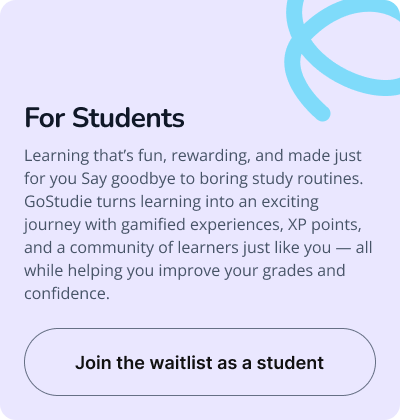 For Students
Learning that's fun, rewarding, and made just
for you Say goodbye to boring study routines.
GoStudie turns learning into an exciting
journey with gamified experiences, XP points,
and a community of learners just like you — all
while helping you improve your grades and
confidence.
Join the waitlist as a student